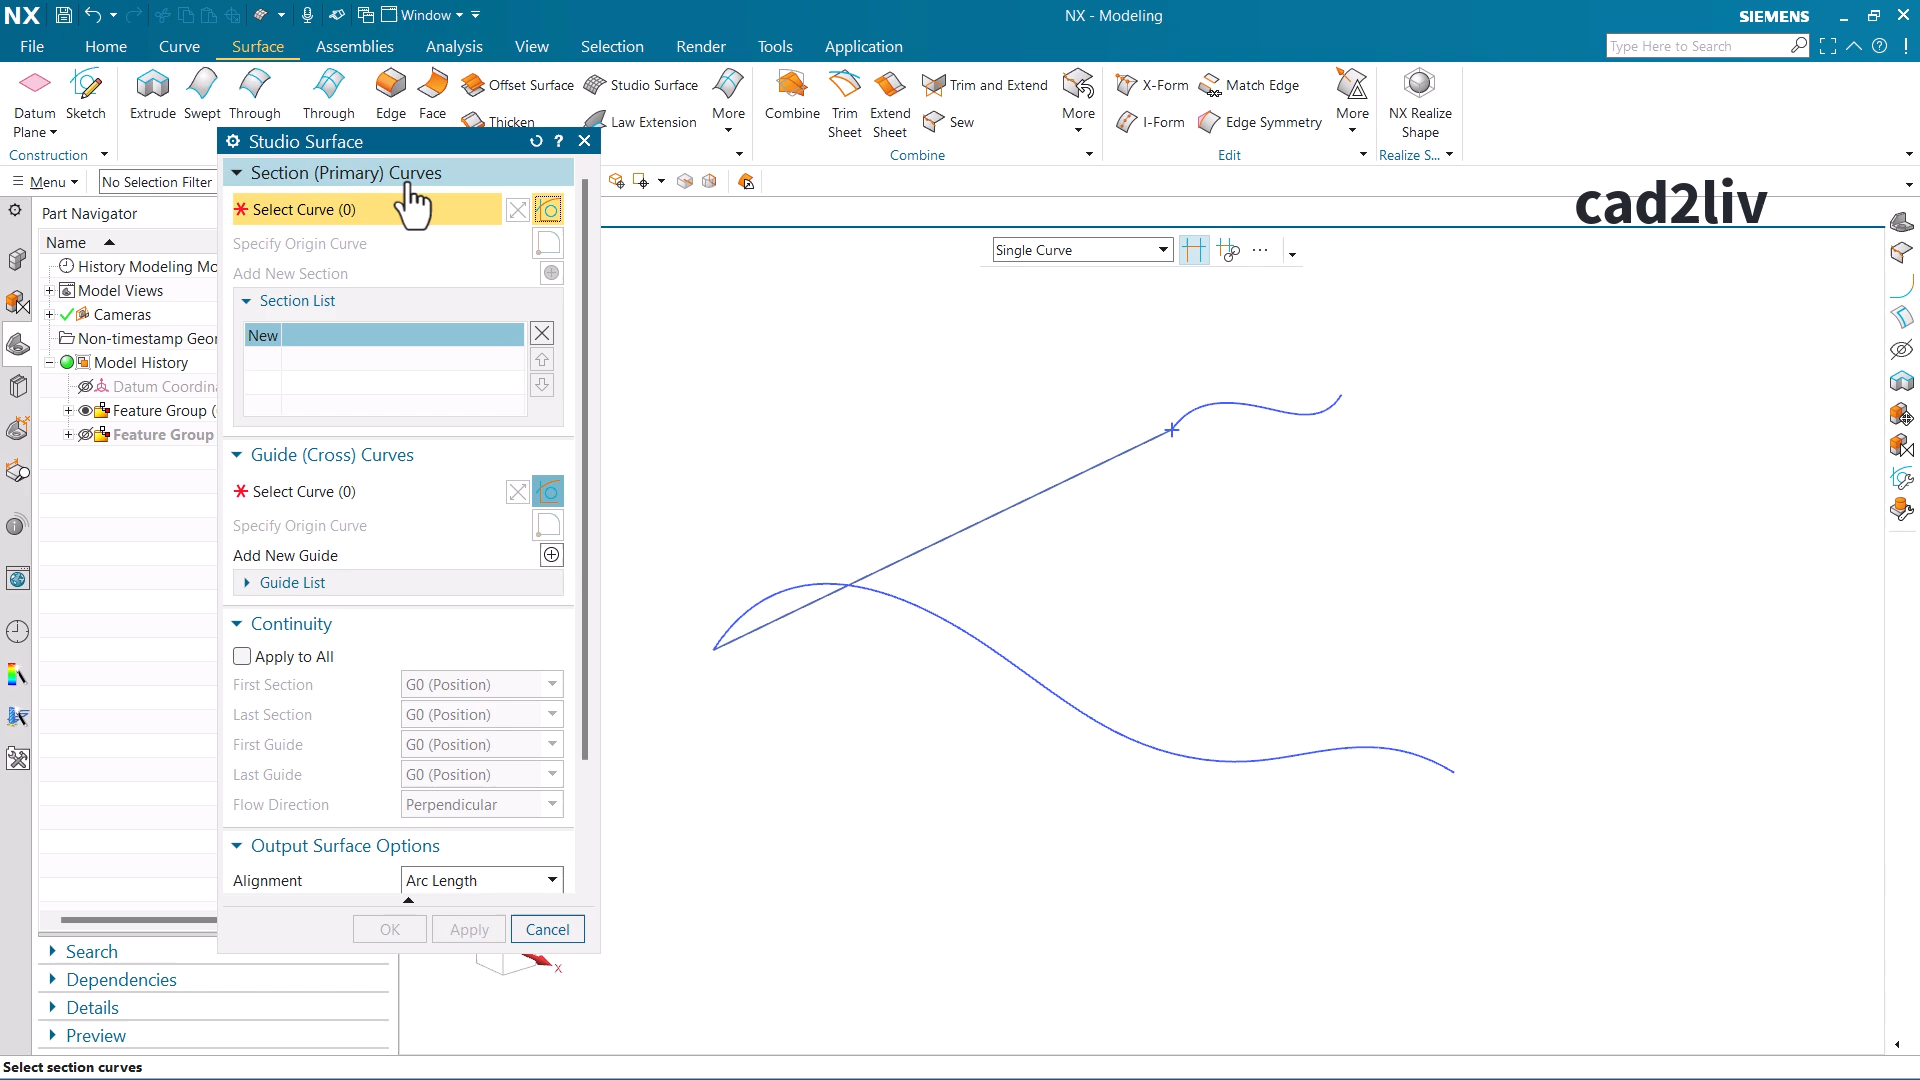 NX
Window
NX - Modeling
SIEMENS
File
Home
Curve
Surface
Assemblies
Analysis
View
Selection
Render
Tools
Application
Type Here to Search
Datum
Plane
Sketch
Extrude
Swept
Through
Through
Edge
Face
Offset Surface
Thicken
Studio Surface
Law Extension
More
Combine
Trim
Sheet
Extend
Sheet
Trim and Extend
Sew
More
X-Form
I-Form
Match Edge
Edge Symmetry
More
NX Realize
Shape
Construction
Combine
Edit
Realize S...
Menu
No Selection Filter
cad2liv
Single Curve
Part Navigator
Name
History Modeling Mo
Model Views
Cameras
Non-timestamp Geor
Model History
Datum Coordina
Feature Group (
Feature Group
Search
Dependencies
Details
Preview
Studio Surface
Section (Primary) Curves
Select Curve (0)
Specify Origin Curve
Add New Section
Section List
New
Guide (Cross) Curves
Select Curve (0)
Specify Origin Curve
Add New Guide
Guide List
Continuity
Apply to All
First Section G0 (Position)
Last Section G0 (Position)
First Guide G0 (Position)
Last Guide G0 (Position)
Flow Direction Perpendicular
Output Surface Options
Alignment Arc Length
OK
Apply
Cancel
X
Select section curves